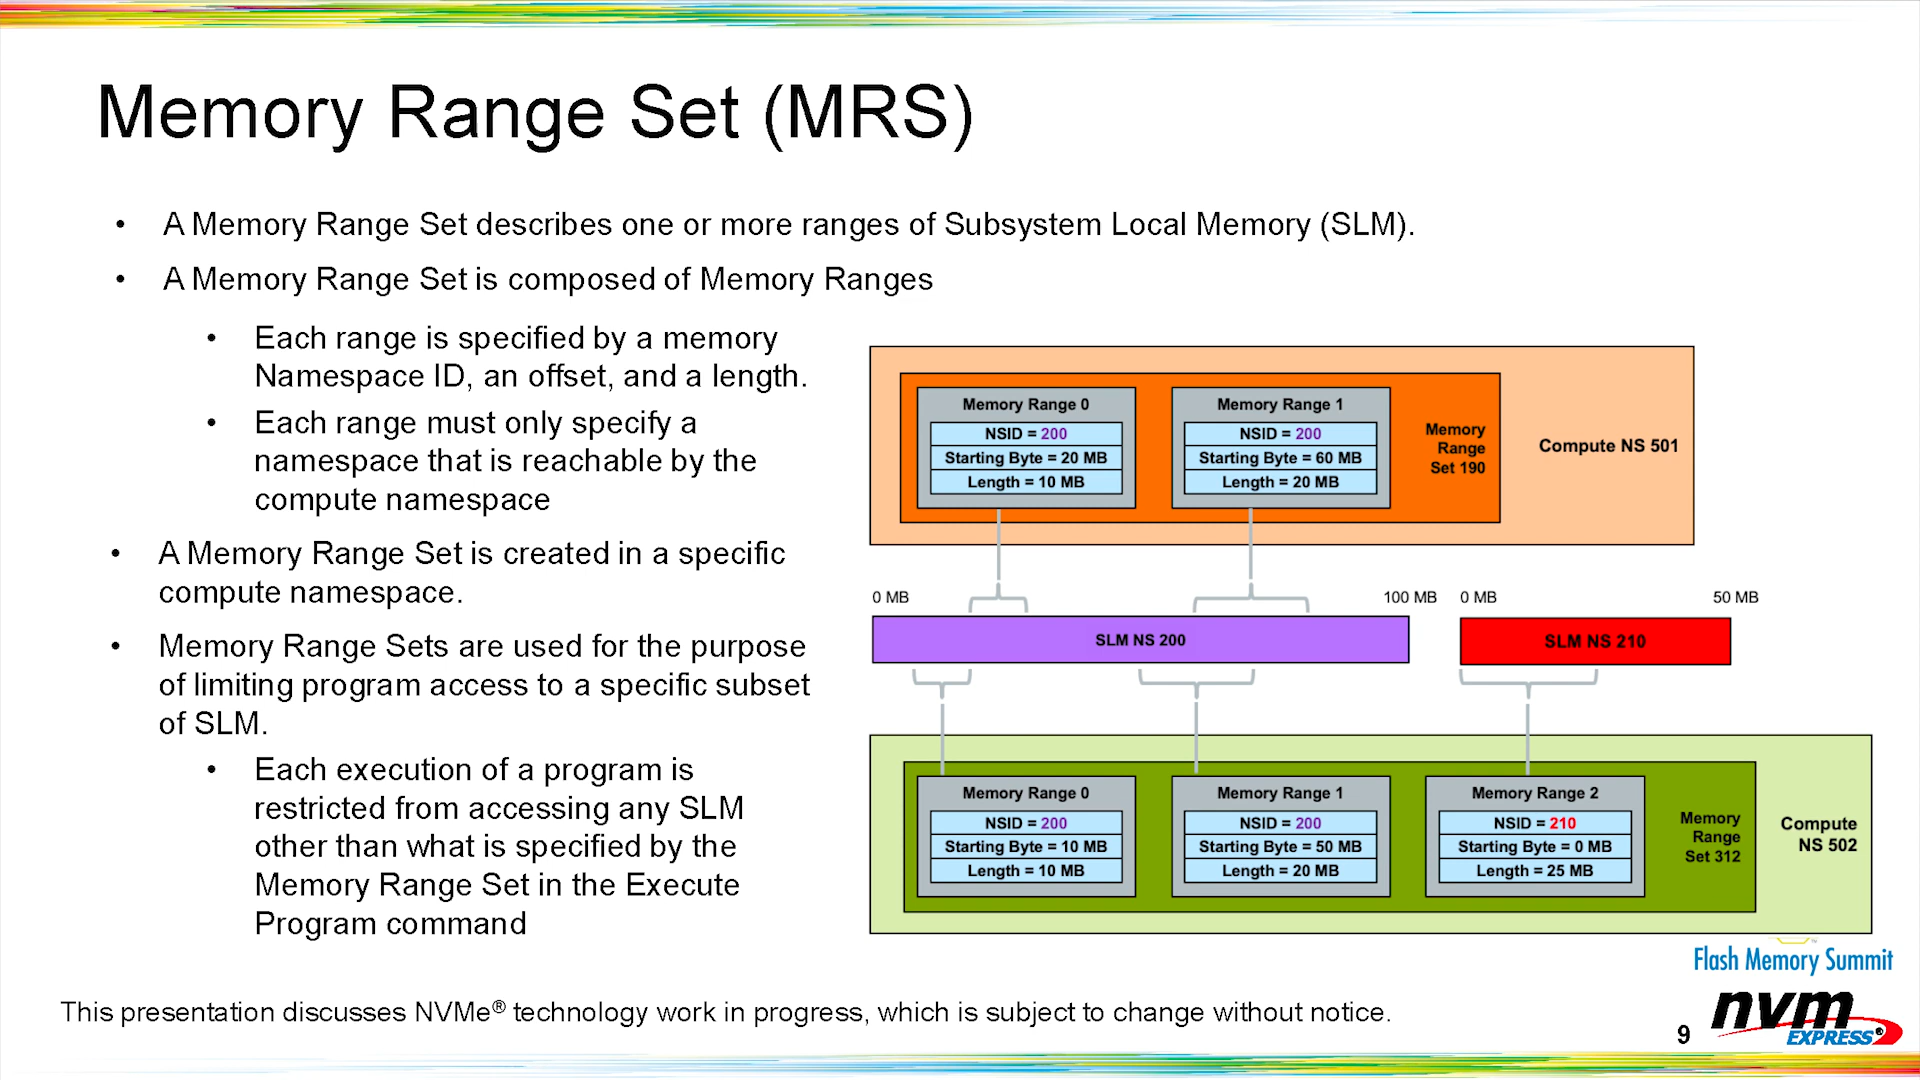 Memory Range Set (MRS)
• A Memory Range Set describes one or more ranges of Subsystem Local Memory (SLM).
• A Memory Range Set is composed of Memory Ranges
• Each range is specified by a memory
Namespace ID, an offset, and a length.
• Each range must only specify a
namespace that is reachable by the
compute namespace
• A Memory Range Set is created in a specific
compute namespace.
• Memory Range Sets are used for the purpose
of limiting program access to a specific subset
of SLM.
• Each execution of a program is
restricted from accessing any SLM
other than what is specified by the
Memory Range Set in the Execute
Program command
Memory Range 0
NSID = 200
Starting Byte = 20 MB
Length = 10 MB
Memory Range 1
NSID = 200
Starting Byte = 60 MB
Length = 20 MB
Memory
Range
Set 190
Compute NS 501
0 MB
100 MB
0 MB
50 MB
SLM NS 200
SLM NS 210
Memory Range 0
NSID = 200
Starting Byte = 10 MB
Length = 10 MB
Memory Range 1
NSID = 200
Starting Byte = 50 MB
Length = 20 MB
Memory Range 2
NSID = 210
Starting Byte = 0 MB
Length = 25 MB
Memory
Range
Set 312
Compute
NS 502
Flash Memory Summit
This presentation discusses NVMe® technology work in progress, which is subject to change without notice.
9
nvm
EXPRESS®